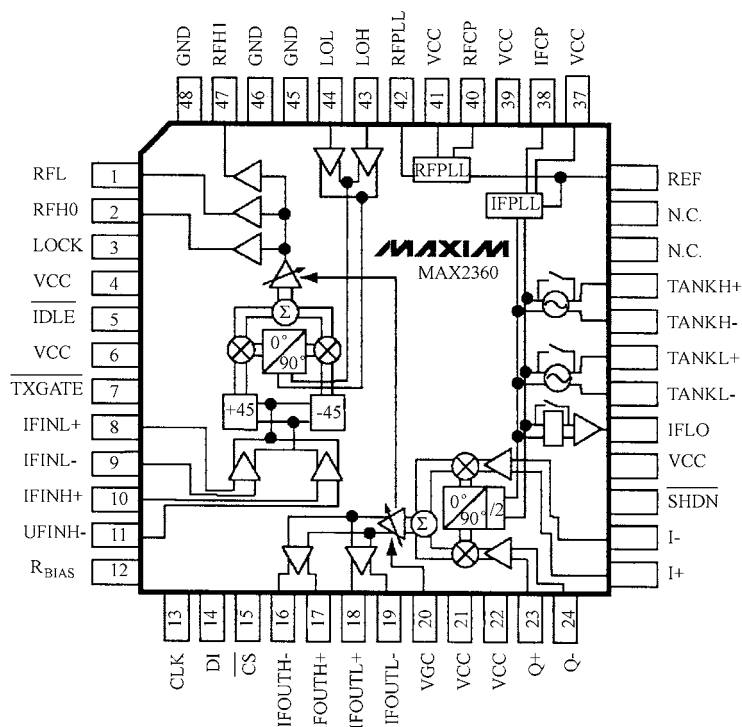 GND
RFH1
GND
GND
LOL
LOH
RFPLL
VCC
RFCP
VCC
IFCP
VCC
48
47
46
45
44
43
42
41
40
39
38
37
RFL 1
RFH0 2
LOCK 3
VCC 4
IDLE 5
VCC 6
TXGATE 7
IFINL+ 8
IFINL- 9
IFINH+ 10
UFINH- 11
RBIAS 12
RFPLL
IFPLL
MAXIM
MAX2360
Σ
0°
90°
+45
-45
Σ
0°
90°
/2
REF
N.C.
N.C.
TANKH+
TANKH-
TANKL+
TANKL-
IFLO
VCC
SHDN
I-
I+
13
14
15
16
17
18
19
20
21
22
23
24
CLK
DI
CS
IFOUTH-
FOUTH+
IFOUTL+
IFOUTL-
VGC
VCC
VCC
Q+
Q-